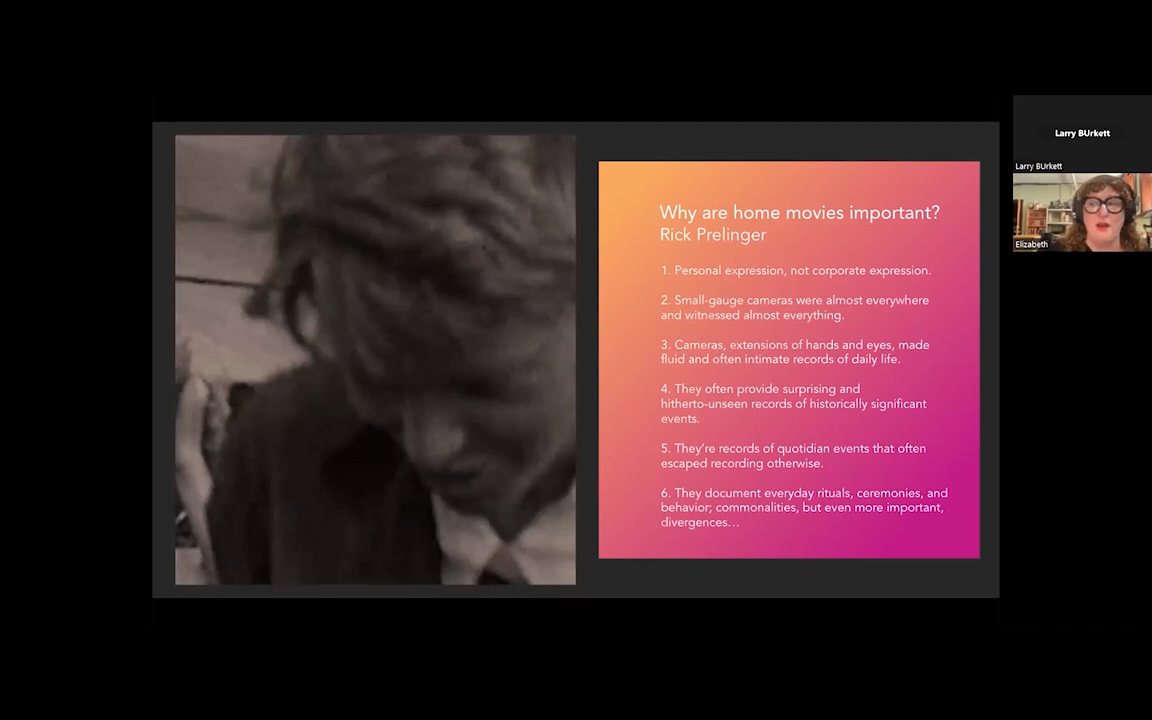 Why are home movies important?
Rick Prelinger
1. Personal expression, not corporate expression.
2. Small-gauge cameras were almost everywhere
and witnessed almost everything.
3. Cameras, extensions of hands and eyes, made
fluid and often intimate records of daily life.
4. They often provide surprising and
hitherto-unseen records of historically significant
events.
5. They’re records of quotidian events that often
escaped recording otherwise.
6. They document everyday rituals, ceremonies, and
behavior; commonalities, but even more important,
divergences…
Larry BUrkett
Larry BUrkett
Elizabeth